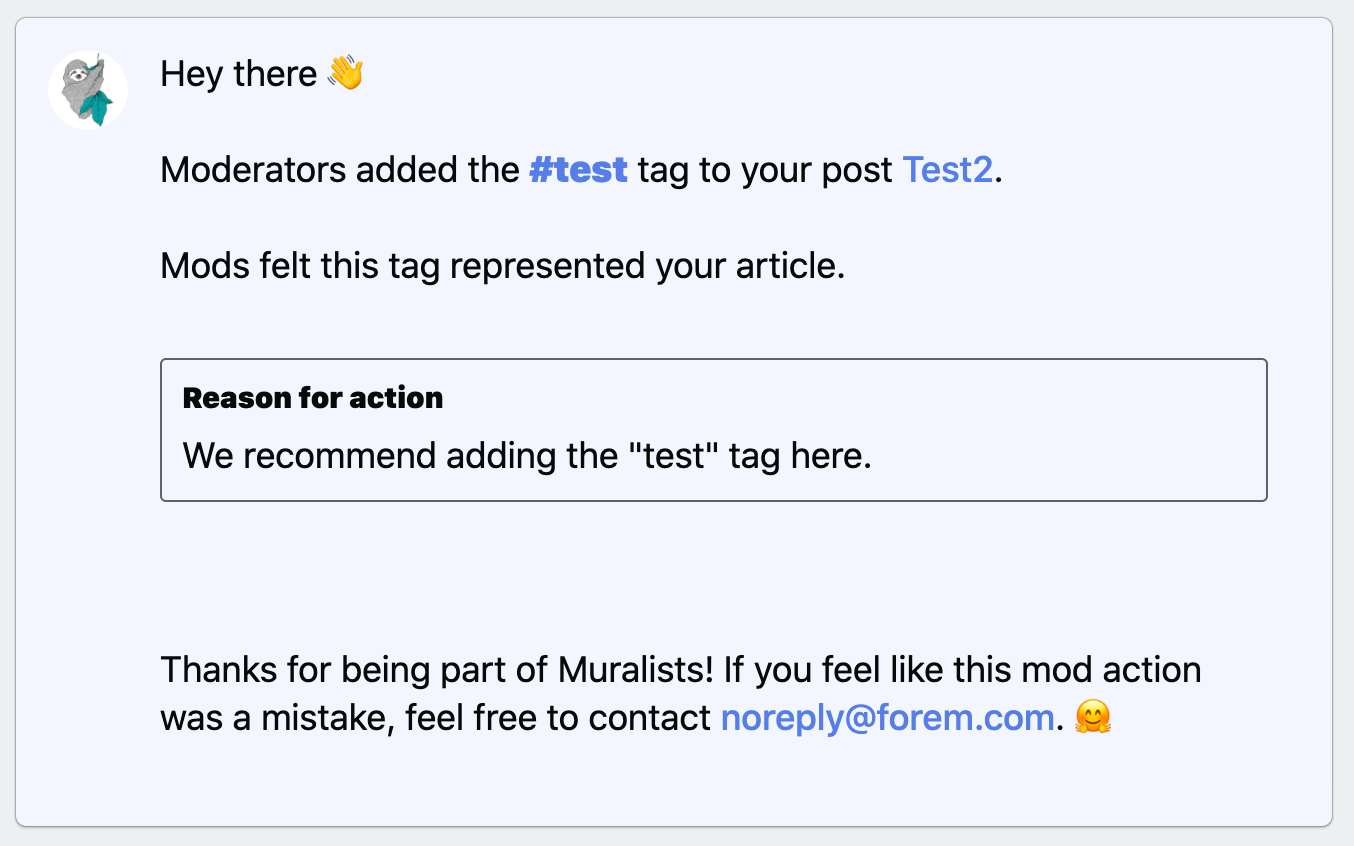 Hey there 👋
Moderators added the #test tag to your post Test2.
Mods felt this tag represented your article.
Reason for action
We recommend adding the "test" tag here.
Thanks for being part of Muralists! If you feel like this mod action
was a mistake, feel free to contact noreply@forem.com. 🤗